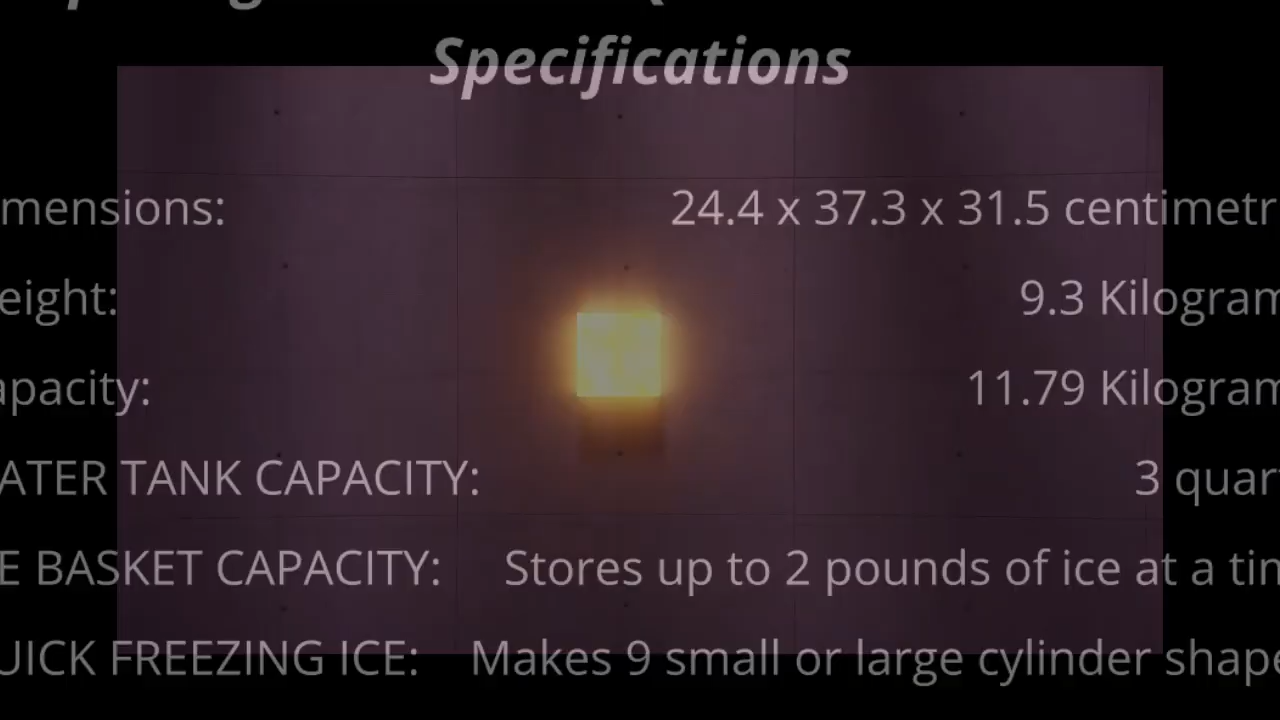 Specifications
mensions: 24.4 x 37.3 x 31.5 centimetr
eight: 9.3 Kilogram
apacity: 11.79 Kilogram
ATER TANK CAPACITY: 3 quar
E BASKET CAPACITY: Stores up to 2 pounds of ice at a tim
UICK FREEZING ICE: Makes 9 small or large cylinder shape